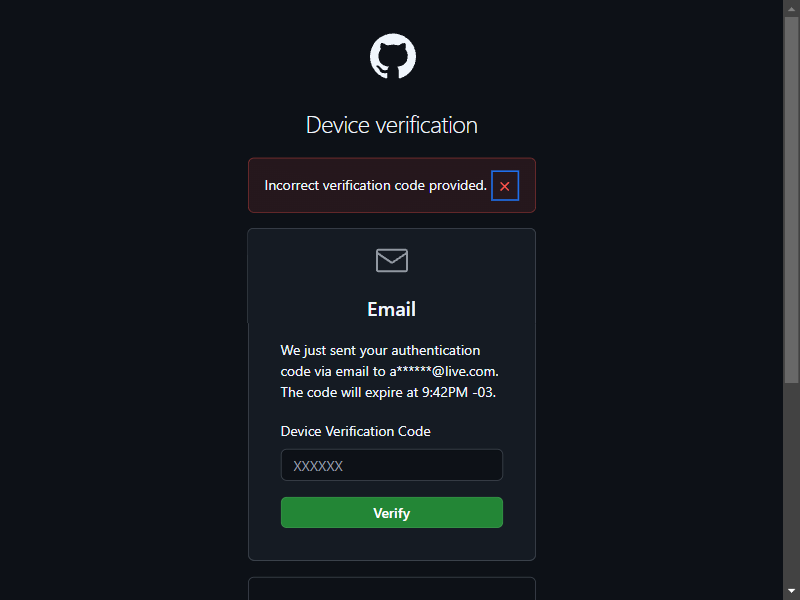 Device verification
Incorrect verification code provided.
Email
We just sent your authentication
code via email to a******@live.com.
The code will expire at 9:42PM -03.
Device Verification Code
XXXXXX
Verify